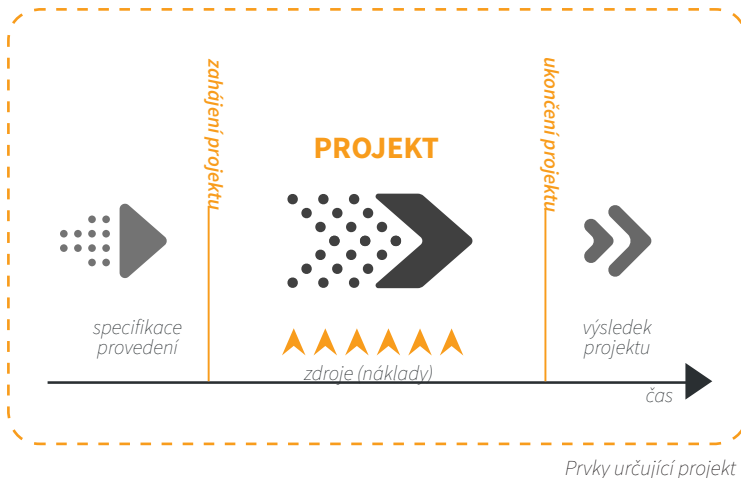 zahájení projektu
ukončení projektu
PROJEKT
specifikace
provedení
výsledek
projektu
zdroje (náklady)
čas
Prvky určující projekt